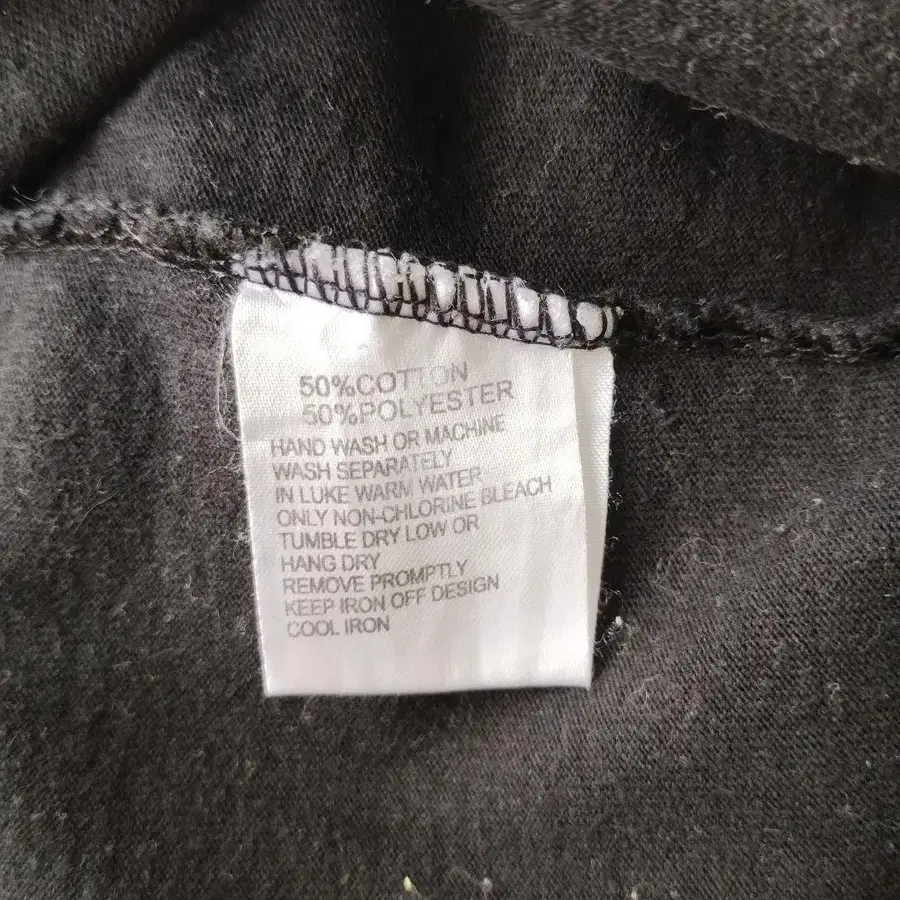 50%COTTON
50%POLYESTER
HAND WASH OR MACHINE
WASH SEPARATELY
IN LUKE WARM WATER
ONLY NON-CHLORINE BLEACH
TUMBLE DRY LOW OR
HANG DRY
REMOVE PROMPTLY
KEEP IRON OFF DESIGN
COOL IRON